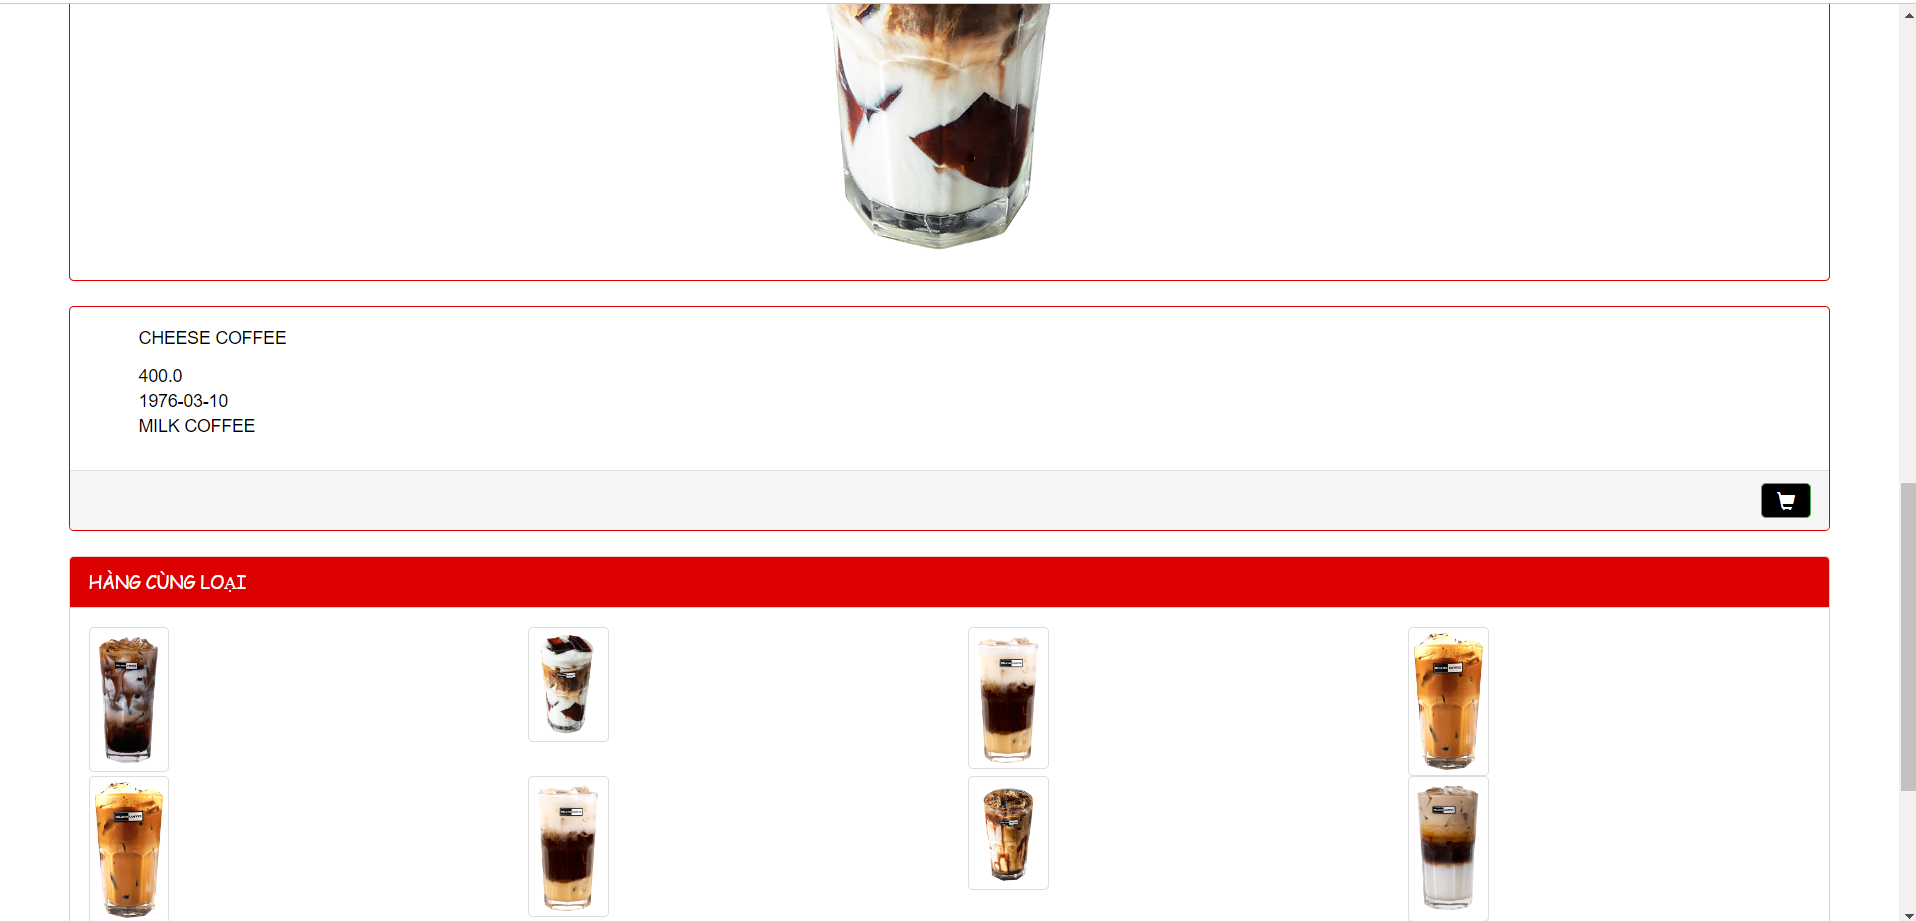 CHEESE COFFEE
400.0
1976-03-10
MILK COFFEE
HÀNG CÙNG LOẠI